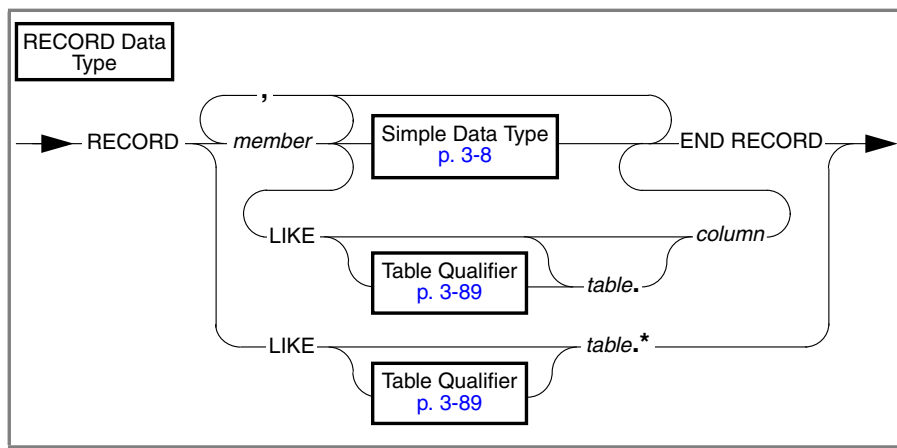 RECORD Data
Type
,
RECORD member Simple Data Type END RECORD
p. 3-8
LIKE column
Table Qualifier
p. 3-89 table.
LIKE table.*
Table Qualifier
p. 3-89